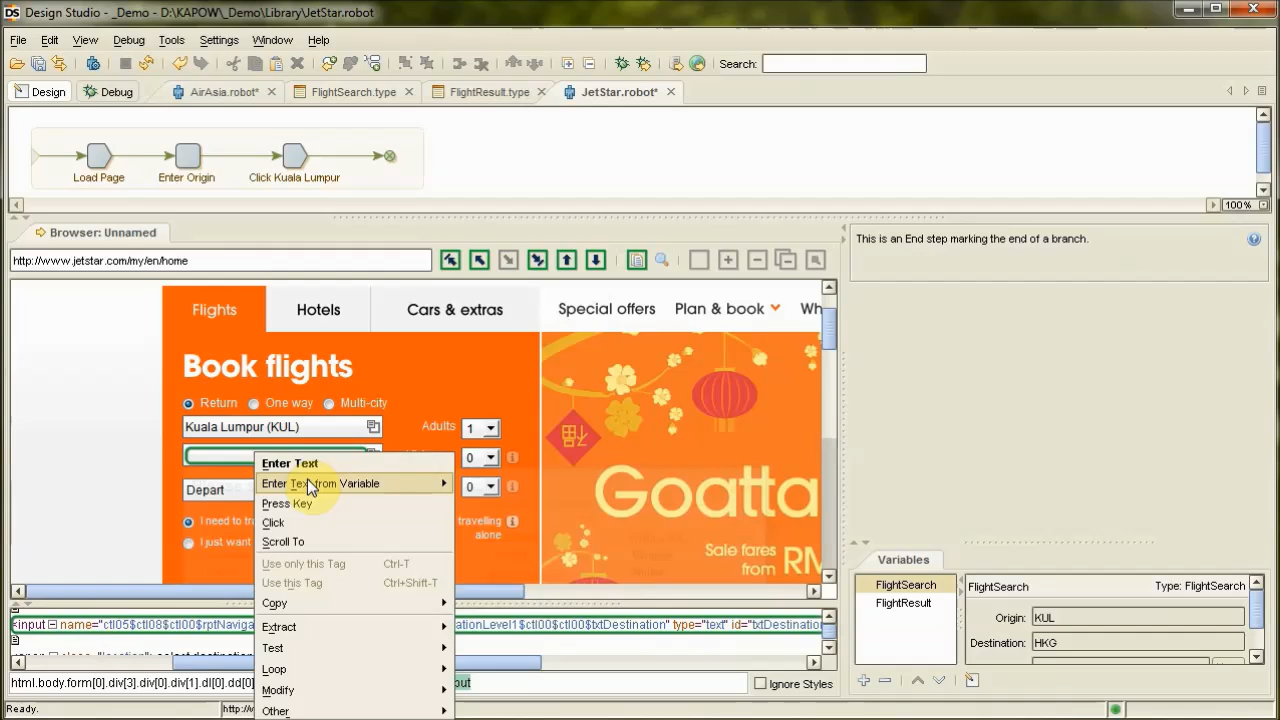 Design Studio - _Demo - D:\KAPOW\_Demo\Library\JetStar.robot
File Edit View Debug Tools Settings Window Help
Search:
Design Debug AirAsia.robot* FlightSearch.type FlightResult.type JetStar.robot*
Load Page Enter Origin Click Kuala Lumpur
100%
Browser: Unnamed
This is an End step marking the end of a branch.
http://www.jetstar.com/my/en/home
Flights Hotels Cars & extras Special offers Plan & book
Book flights
Return One way Multi-city
Kuala Lumpur (KUL) Adults 1
0
Depart 0
I need to
I just want
travelling
alone
Goatta
Sale fares
from RM
Enter Text
Enter Text from Variable
Press Key
Click
Scroll To
Use only this Tag Ctrl-T
Use this Tag Ctrl+Shift-T
Copy
Extract
Test
Loop
Modify
Other
Variables
FlightSearch
FlightResult
FlightSearch Type: FlightSearch
Origin: KUL
Destination: HKG
<input name="ctl05$ctl08$ctl00$rptNaviga ationLevel1$ctl00$ctl00$txtDestination" type="text" id="txtDestination
html.body.form[0].div[3].div[0].div[1].dl[0].dd[0] put
Ignore Styles
Ready.